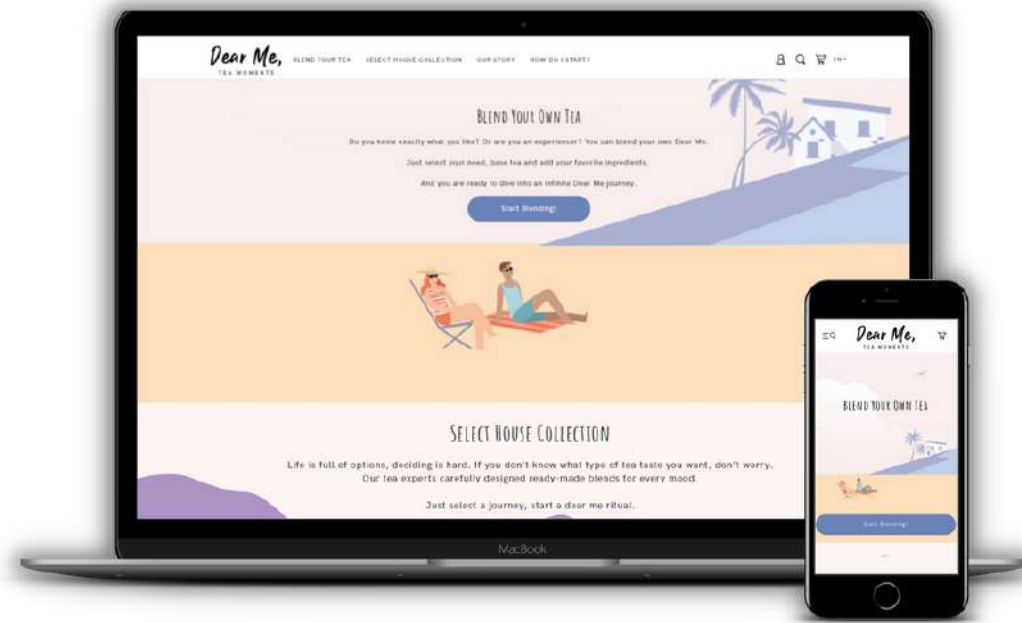 Dear Me,
TEA MOMENTS
BLEND YOUR TEA SELECT HOUSE COLLECTION OUR STORY HOW DO I START?
EN
BLEND YOUR OWN TEA
Do you know exactly what you like? Or are you an experiencer? You can blend your own Dear Me.
Just select your need, base tea and add your favorite ingredients.
And you are ready to dive into an infinite Dear Me journey.
Start Blending!
SELECT HOUSE COLLECTION
Life is full of options, deciding is hard. If you don't know what type of tea taste you want, don't worry.
Our tea experts carefully designed ready-made blends for every mood.
Just select a journey, start a dear me ritual.
MacBook
Dear Me,
TEA MOMENTS
BLEND YOUR OWN TEA
Start Blending!